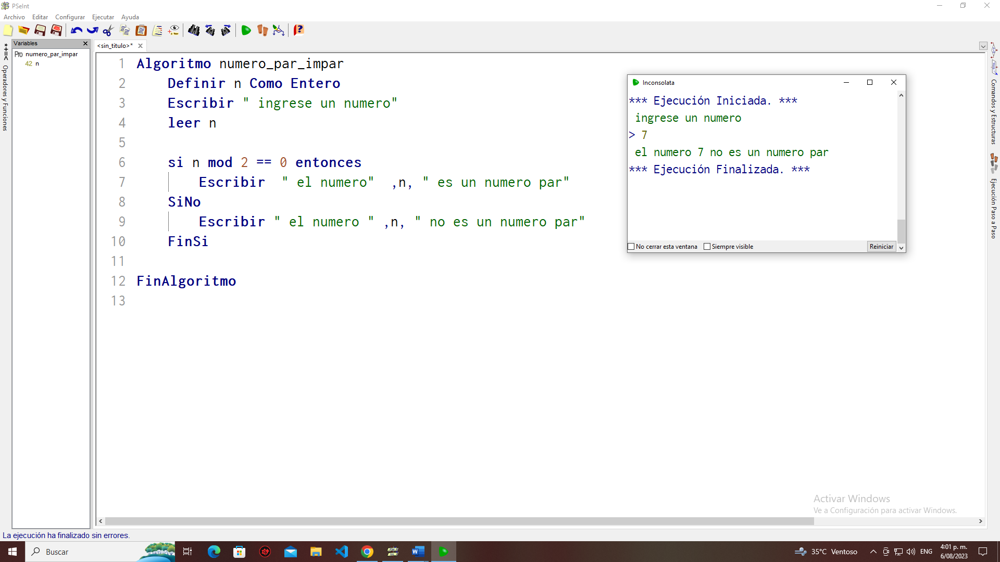 PSeInt
Archivo Editar Configurar Ejecutar Ayuda
Variables
<sin_titulo>*
Pro numero_par_impar
42 n
*+=< Operadores y Funciones
1 Algoritmo numero_par_impar
2 Definir n Como Entero
3 Escribir " ingrese un numero"
4 leer n
5
6 si n mod 2 == 0 entonces
7 Escribir  " el numero"  ,n, " es un numero par"
8 SiNo
9 Escribir " el numero " ,n, " no es un numero par"
10 FinSi
11
12 FinAlgoritmo
13
Inconsolata
*** Ejecución Iniciada. ***
ingrese un numero
> 7
el numero 7 no es un numero par
*** Ejecución Finalizada. ***
No cerrar esta ventana Siempre visible Reiniciar
Comandos y Estructuras
Ejecución Paso a Paso
Activar Windows
Ve a Configuración para activar Windows.
La ejecución ha finalizado sin errores.
Buscar
35°C Ventoso
ENG
4:01 p. m.
6/08/2023